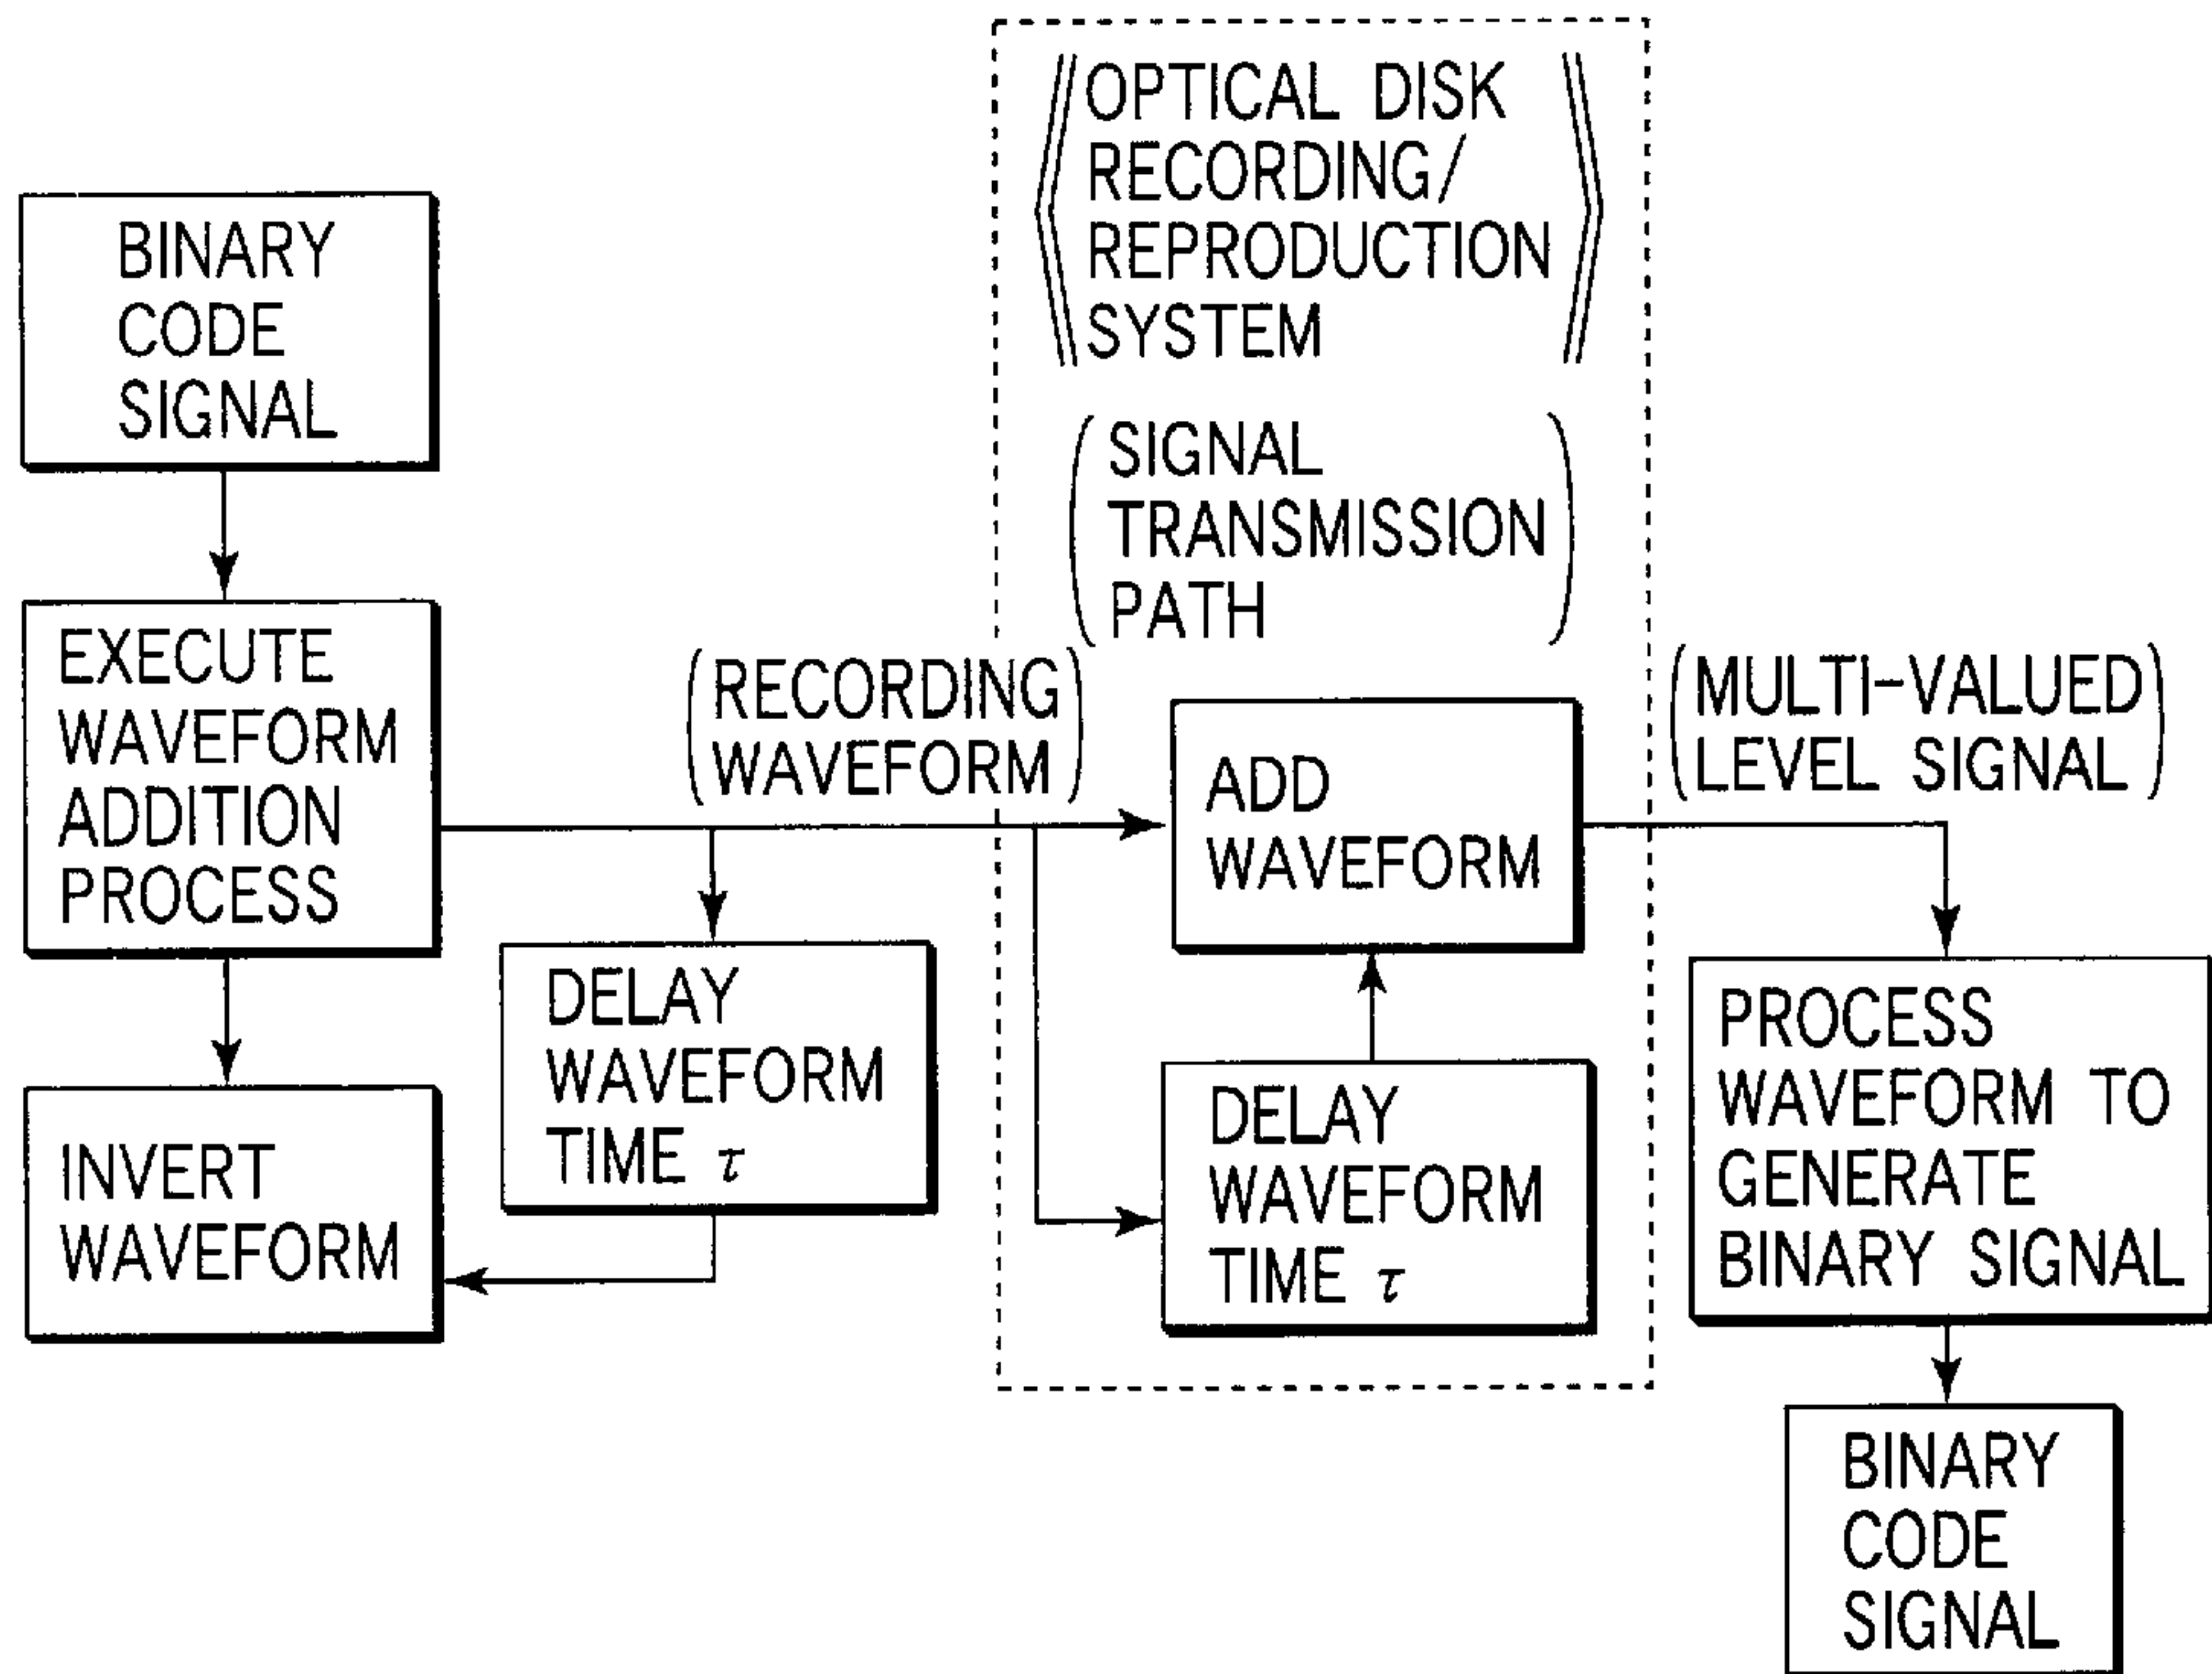 BINARY
CODE
SIGNAL
EXECUTE
WAVEFORM
ADDITION
PROCESS
INVERT
WAVEFORM
DELAY
WAVEFORM
TIME τ
(RECORDING
WAVEFORM)
《OPTICAL DISK
RECORDING/
REPRODUCTION
SYSTEM》
(SIGNAL
TRANSMISSION
PATH)
ADD
WAVEFORM
DELAY
WAVEFORM
TIME τ
(MULTI-VALUED
LEVEL SIGNAL)
PROCESS
WAVEFORM TO
GENERATE
BINARY SIGNAL
BINARY
CODE
SIGNAL